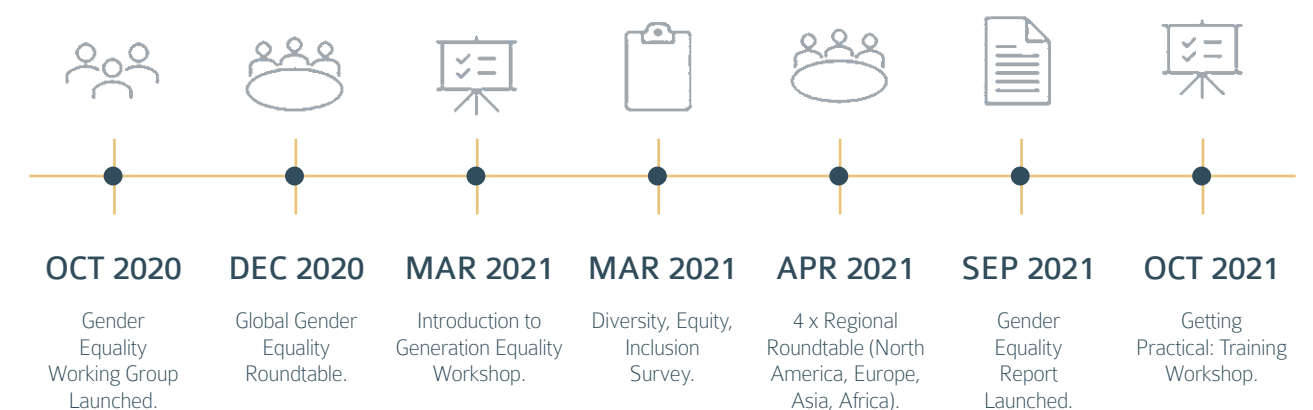 OCT 2020
Gender
Equality
Working Group
Launched.
DEC 2020
Global Gender
Equality
Roundtable.
MAR 2021
Introduction to
Generation Equality
Workshop.
MAR 2021
Diversity, Equity,
Inclusion
Survey.
APR 2021
4 x Regional
Roundtable (North
America, Europe,
Asia, Africa).
SEP 2021
Gender
Equality
Report
Launched.
OCT 2021
Getting
Practical: Training
Workshop.